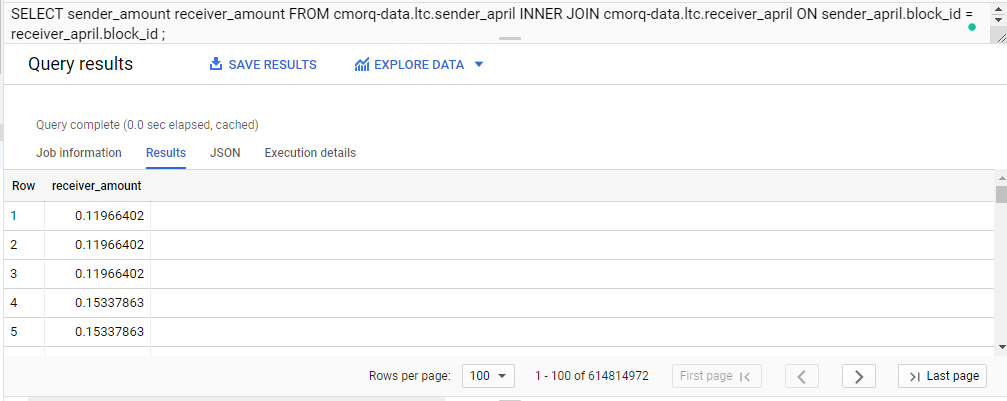 SELECT sender_amount receiver_amount FROM cmorq-data.ltc.sender_april INNER JOIN cmorq-data.ltc.receiver_april ON sender_april.block_id =
receiver_april.block_id ;
Query results
SAVE RESULTS
EXPLORE DATA
Query complete (0.0 sec elapsed, cached)
Job information Results JSON Execution details
Row receiver_amount
1 0.11966402
2 0.11966402
3 0.11966402
4 0.15337863
5 0.15337863
Rows per page: 100 1 - 100 of 614814972 First page Last page